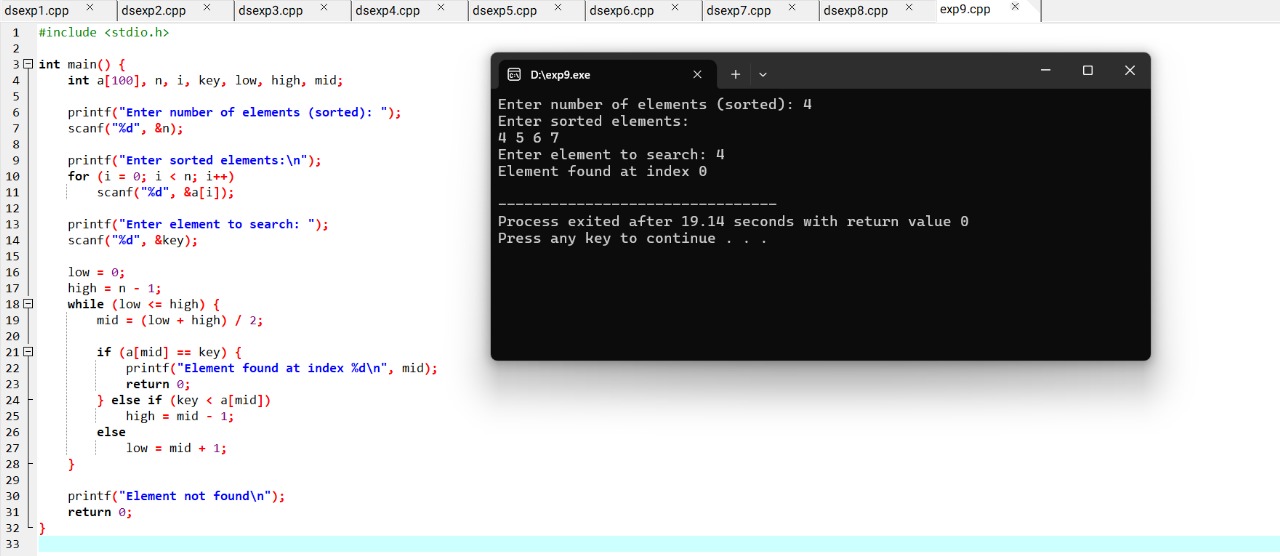 dsexp1.cpp × dsexp2.cpp × dsexp3.cpp × dsexp4.cpp × dsexp5.cpp × dsexp6.cpp × dsexp7.cpp × dsexp8.cpp × exp9.cpp ×
1 #include <stdio.h>
2
3 int main() {
4 int a[100], n, i, key, low, high, mid;
5
6 printf("Enter number of elements (sorted): ");
7 scanf("%d", &n);
8
9 printf("Enter sorted elements:\n");
10 for (i = 0; i < n; i++)
11 scanf("%d", &a[i]);
12
13 printf("Enter element to search: ");
14 scanf("%d", &key);
15
16 low = 0;
17 high = n - 1;
18 while (low <= high) {
19 mid = (low + high) / 2;
20
21 if (a[mid] == key) {
22 printf("Element found at index %d\n", mid);
23 return 0;
24 } else if (key < a[mid])
25 high = mid - 1;
26 else
27 low = mid + 1;
28 }
29
30 printf("Element not found\n");
31 return 0;
32 }
33
D:\exp9.exe
Enter number of elements (sorted): 4
Enter sorted elements:
4 5 6 7
Enter element to search: 4
Element found at index 0
--------------------------------
Process exited after 19.14 seconds with return value 0
Press any key to continue . . .